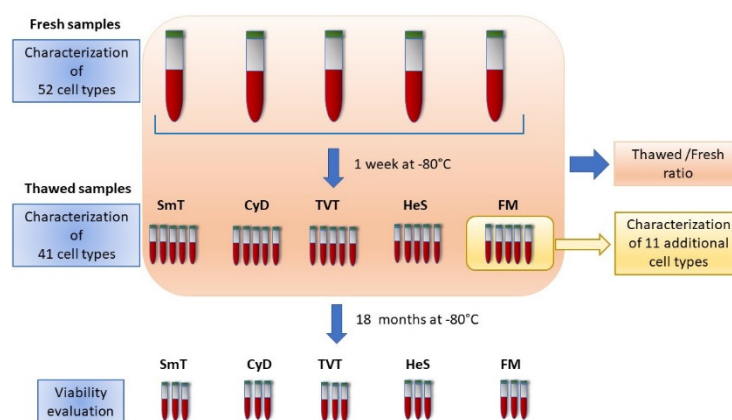 Fresh samples
Characterization
of
52 cell types
1 week at -80°C
Thawed /Fresh
ratio
Thawed samples
Characterization
of
41 cell types
SmT
CyD
TVT
HeS
FM
Characterization
of 11 additional
cell types
18 months at -80°C
SmT
CyD
TVT
HeS
FM
Viability
evaluation